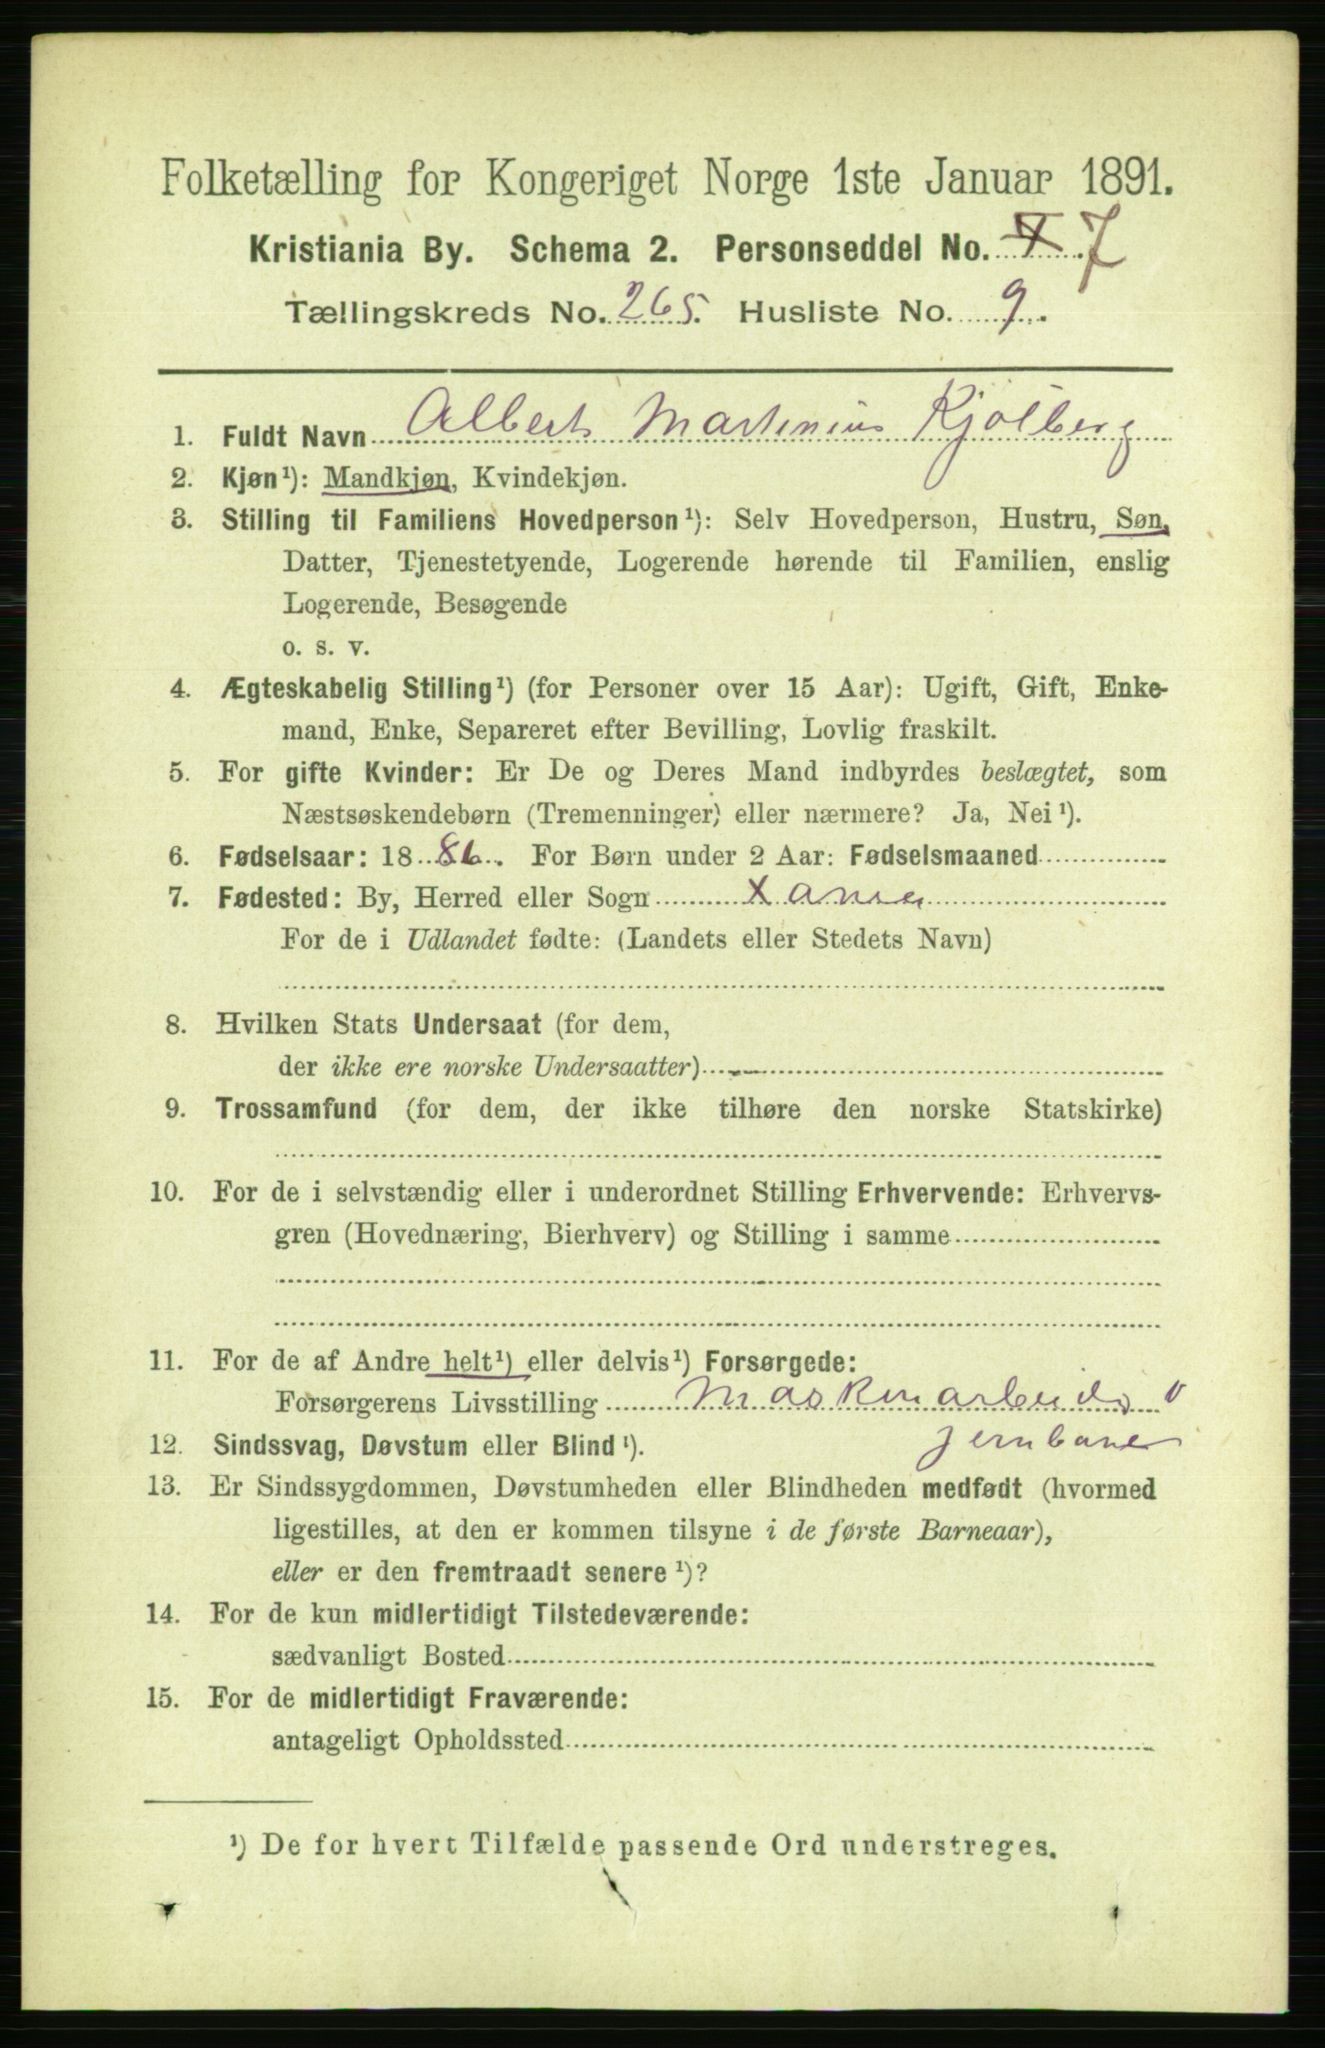 Folketælling for Kongeriget Norge 1ste Januar 1891.
Kristiania By. Schema 2. Personseddel No. 7
Tællingskreds No. 265. Husliste No. 9.
1. Fuldt Navn Albert Martinius Kjølberg
2. Kjøn¹): Mandkjøn, Kvindekjøn.
3. Stilling til Familiens Hovedperson¹): Selv Hovedperson, Hustru, Søn,
Datter, Tjenestetyende, Logerende hørende til Familien, enslig
Logerende, Besøgende
o. s. v.
4. Ægteskabelig Stilling¹) (for Personer over 15 Aar): Ugift, Gift, Enke-
mand, Enke, Separeret efter Bevilling, Lovlig fraskilt.
5. For gifte Kvinder: Er De og Deres Mand indbyrdes beslægtet, som
Næstsøskendebørn (Tremenninger) eller nærmere? Ja, Nei¹).
6. Fødselsaar: 1886. For Børn under 2 Aar: Fødselsmaaned
7. Fødested: By, Herred eller Sogn Xania
For de i Udlandet fødte: (Landets eller Stedets Navn)
8. Hvilken Stats Undersaat (for dem,
der ikke ere norske Undersaatter)
9. Trossamfund (for dem, der ikke tilhøre den norske Statskirke)
10. For de i selvstændig eller i underordnet Stilling Erhvervende: Erhvervs-
gren (Hovednæring, Bierhverv) og Stilling i samme
11. For de af Andre helt¹) eller delvis¹) Forsørgede:
Forsørgerens Livsstilling Maskinarbeider v
Jernbane
12. Sindssvag, Døvstum eller Blind¹).
13. Er Sindssygdommen, Døvstumheden eller Blindheden medfødt (hvormed
ligestilles, at den er kommen tilsyne i de første Barneaar),
eller er den fremtraadt senere¹)?
14. For de kun midlertidigt Tilstedeværende:
sædvanligt Bosted
15. For de midlertidigt Fraværende:
antageligt Opholdssted
¹) De for hvert Tilfælde passende Ord understreges.